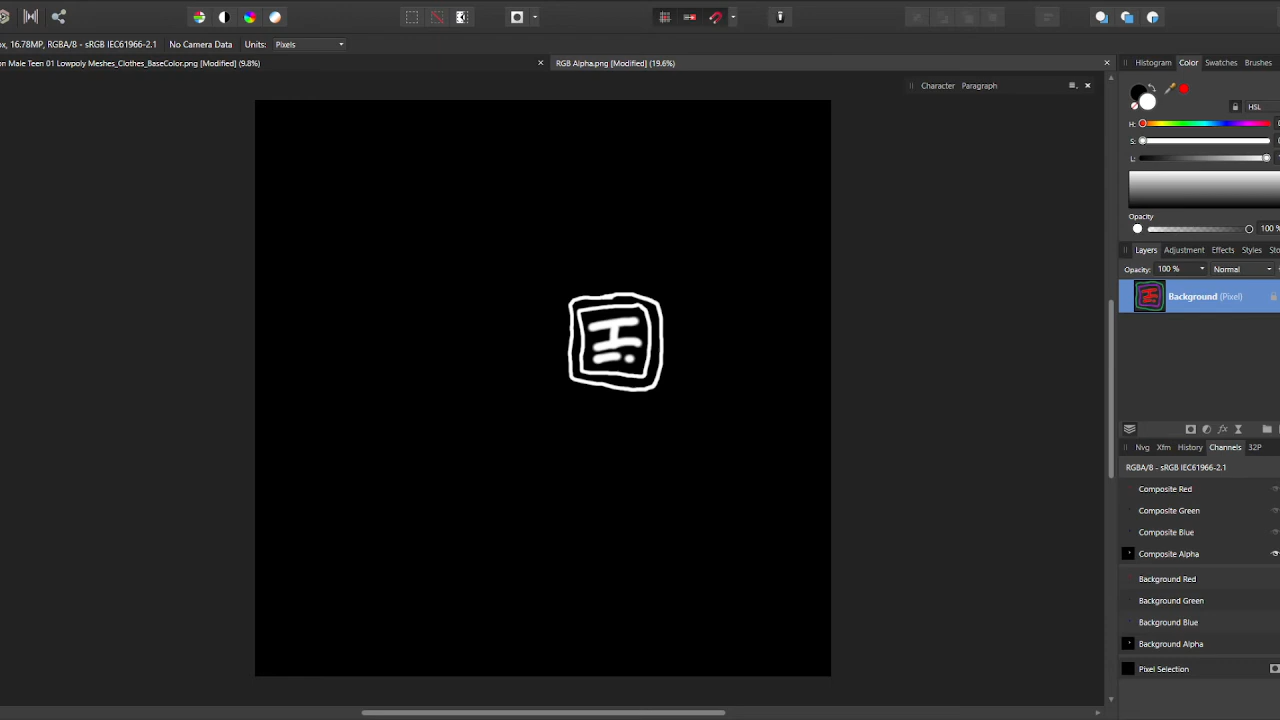 x, 16.78MP, RGBA/8 - sRGB IEC61966-2.1 No Camera Data Units: Pixels
on Male Teen 01 Lowpoly Meshes_Clothes_BaseColor.png [Modified] (9.8%) RGB Alpha.png [Modified] (19.6%)
Histogram Color Swatches Brushes
Character Paragraph
HSL
H:
S:
L:
Opacity
100 %
Layers Adjustment Effects Styles Sto
Opacity: 100 % Normal
Background (Pixel)
Nvg Xfm History Channels 32P
RGBA/8 - sRGB IEC61966-2.1
Composite Red
Composite Green
Composite Blue
Composite Alpha
Background Red
Background Green
Background Blue
Background Alpha
Pixel Selection